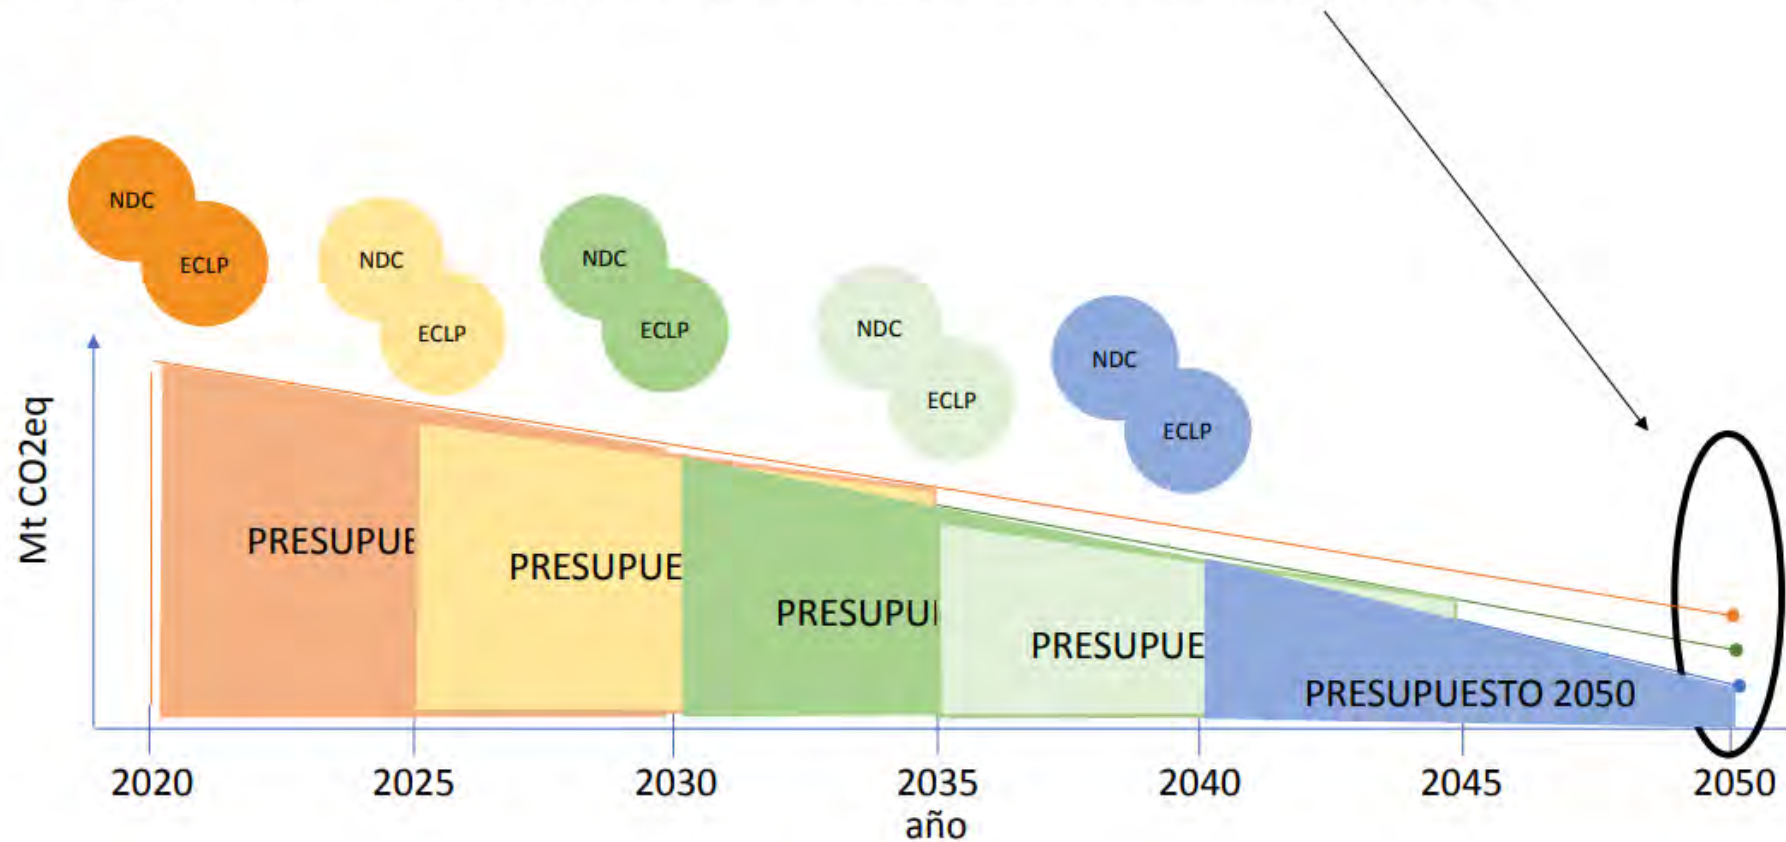 NDC
ECLP
NDC
ECLP
NDC
ECLP
NDC
ECLP
NDC
ECLP
Mt CO2eq
PRESUPUE
PRESUPUE
PRESUPU
PRESUPUE
PRESUPUESTO 2050
2020 2025 2030 2035 2040 2045 2050
año